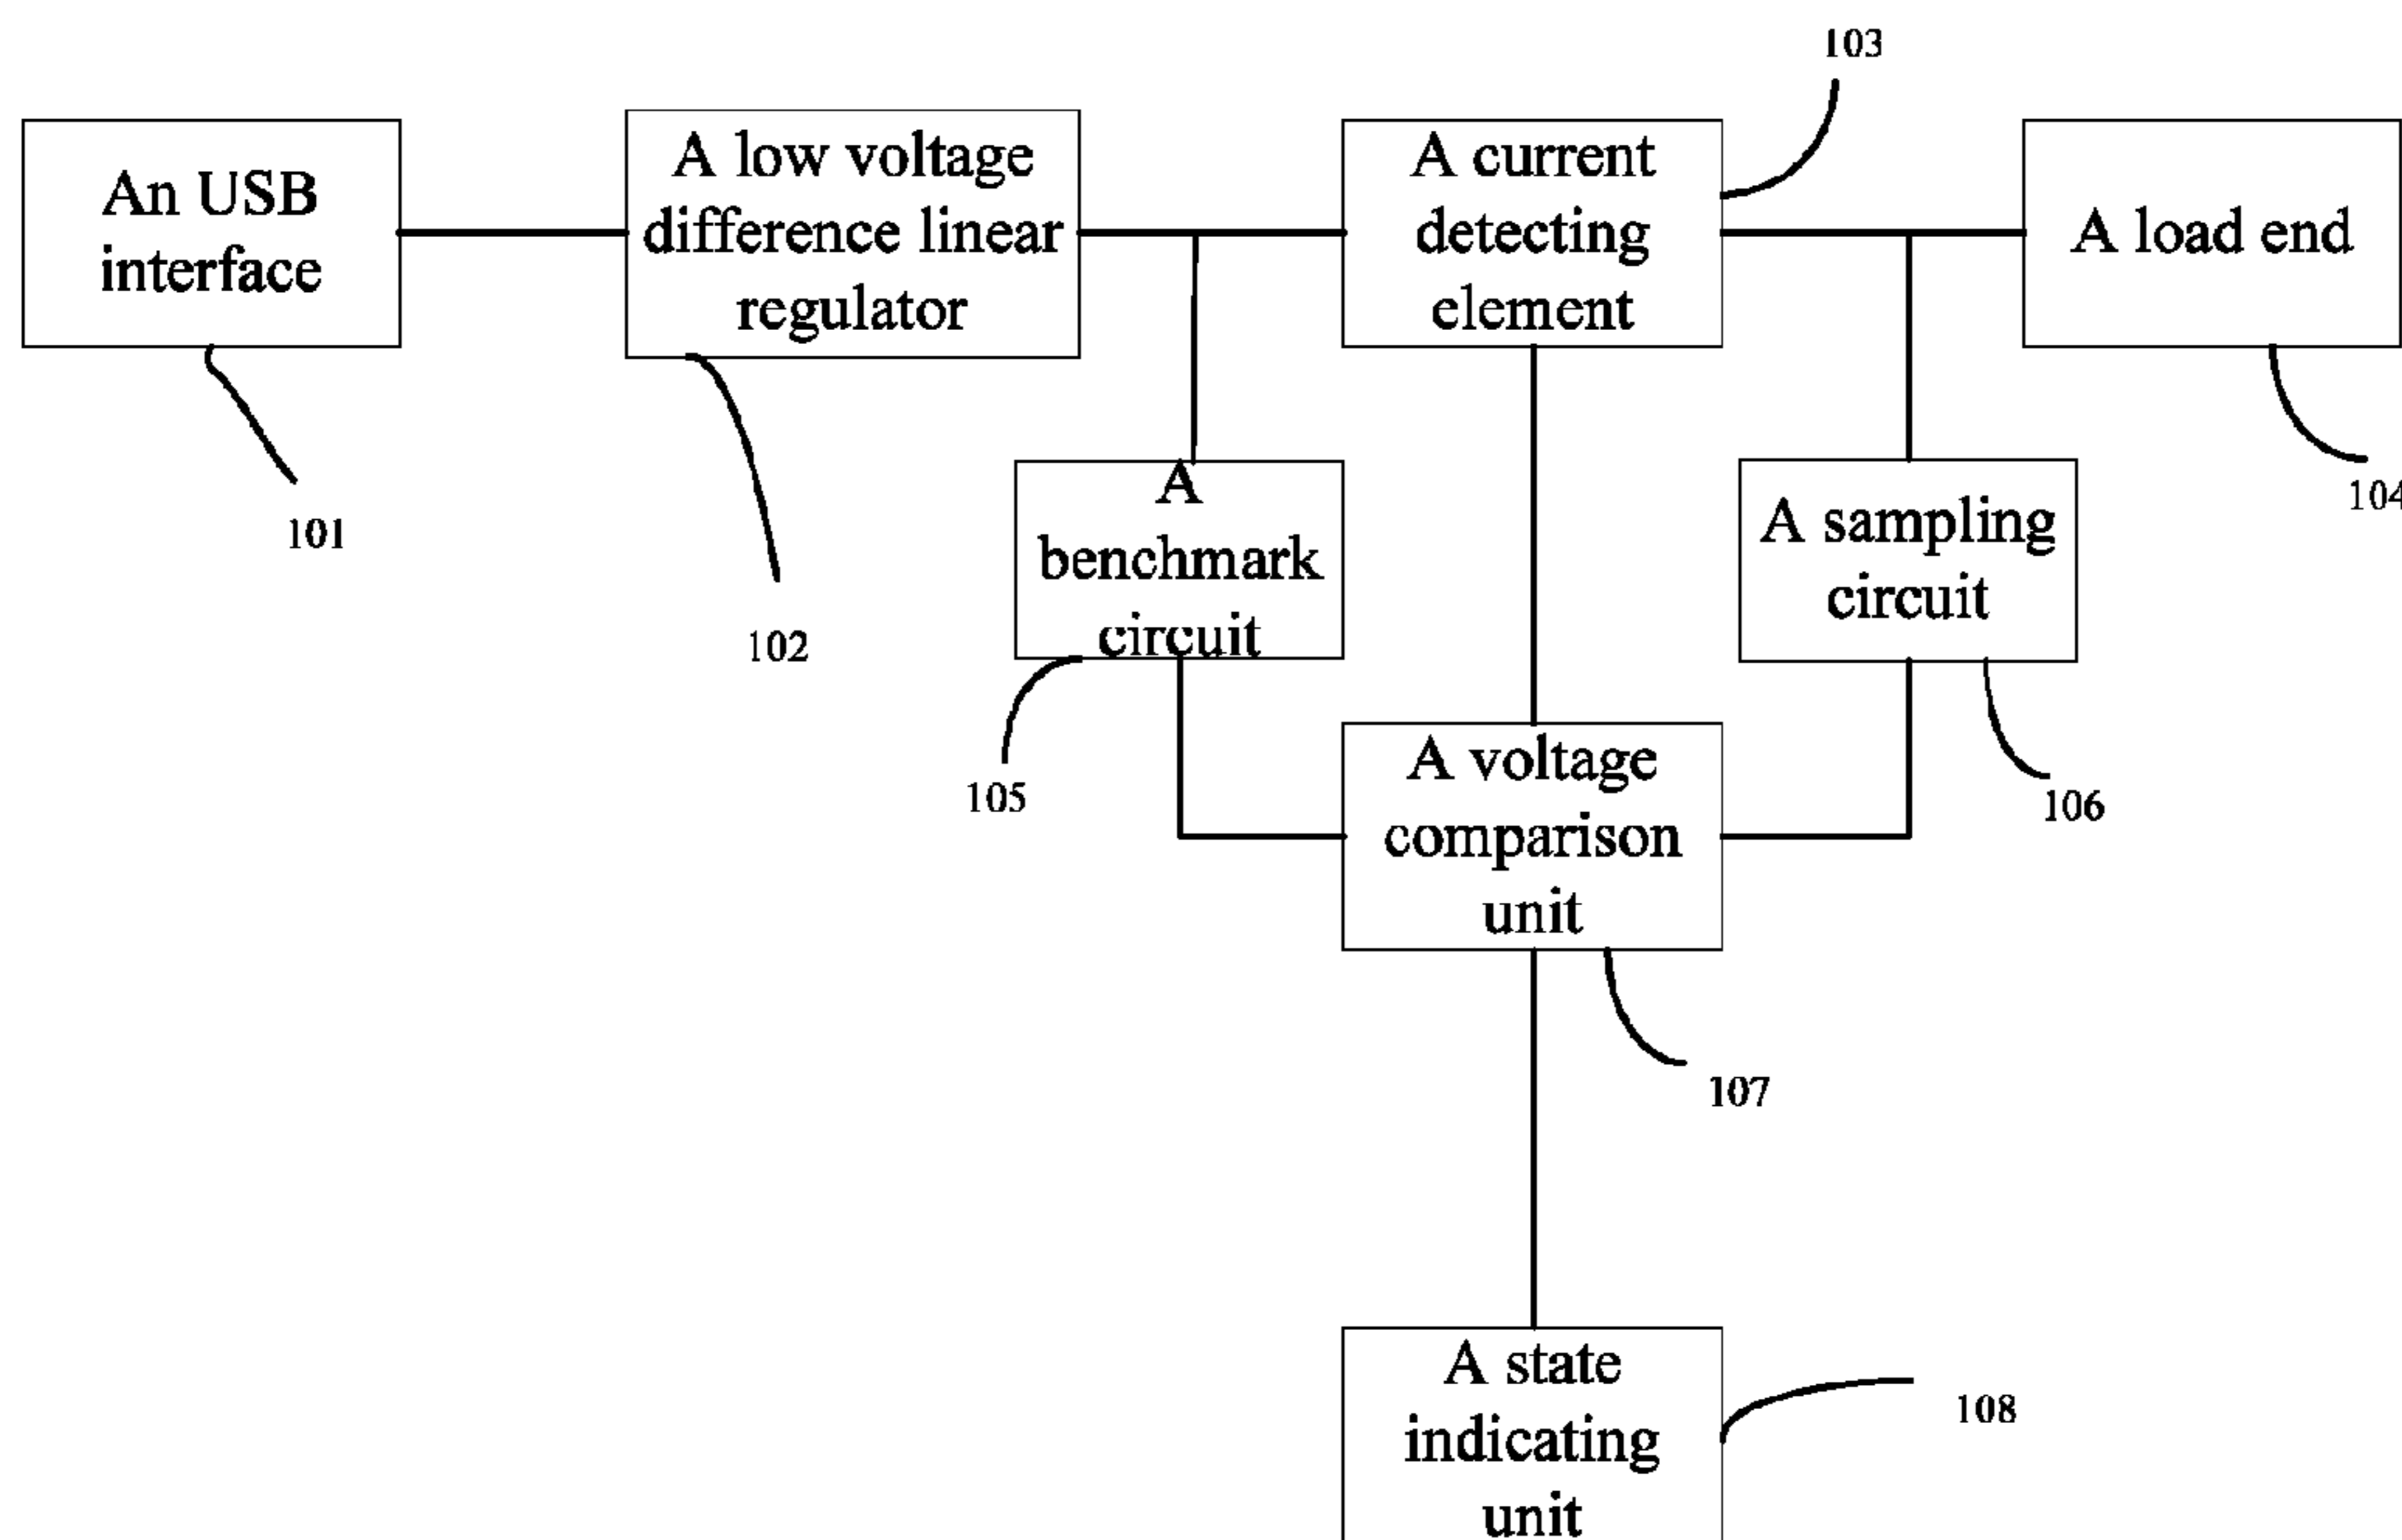 103
An USB
interface
A low voltage
difference linear
regulator
A current
detecting
element
A load end
101
102
A
benchmark
circuit
A sampling
circuit
104
105
106
A voltage
comparison
unit
107
A state
indicating
unit
108